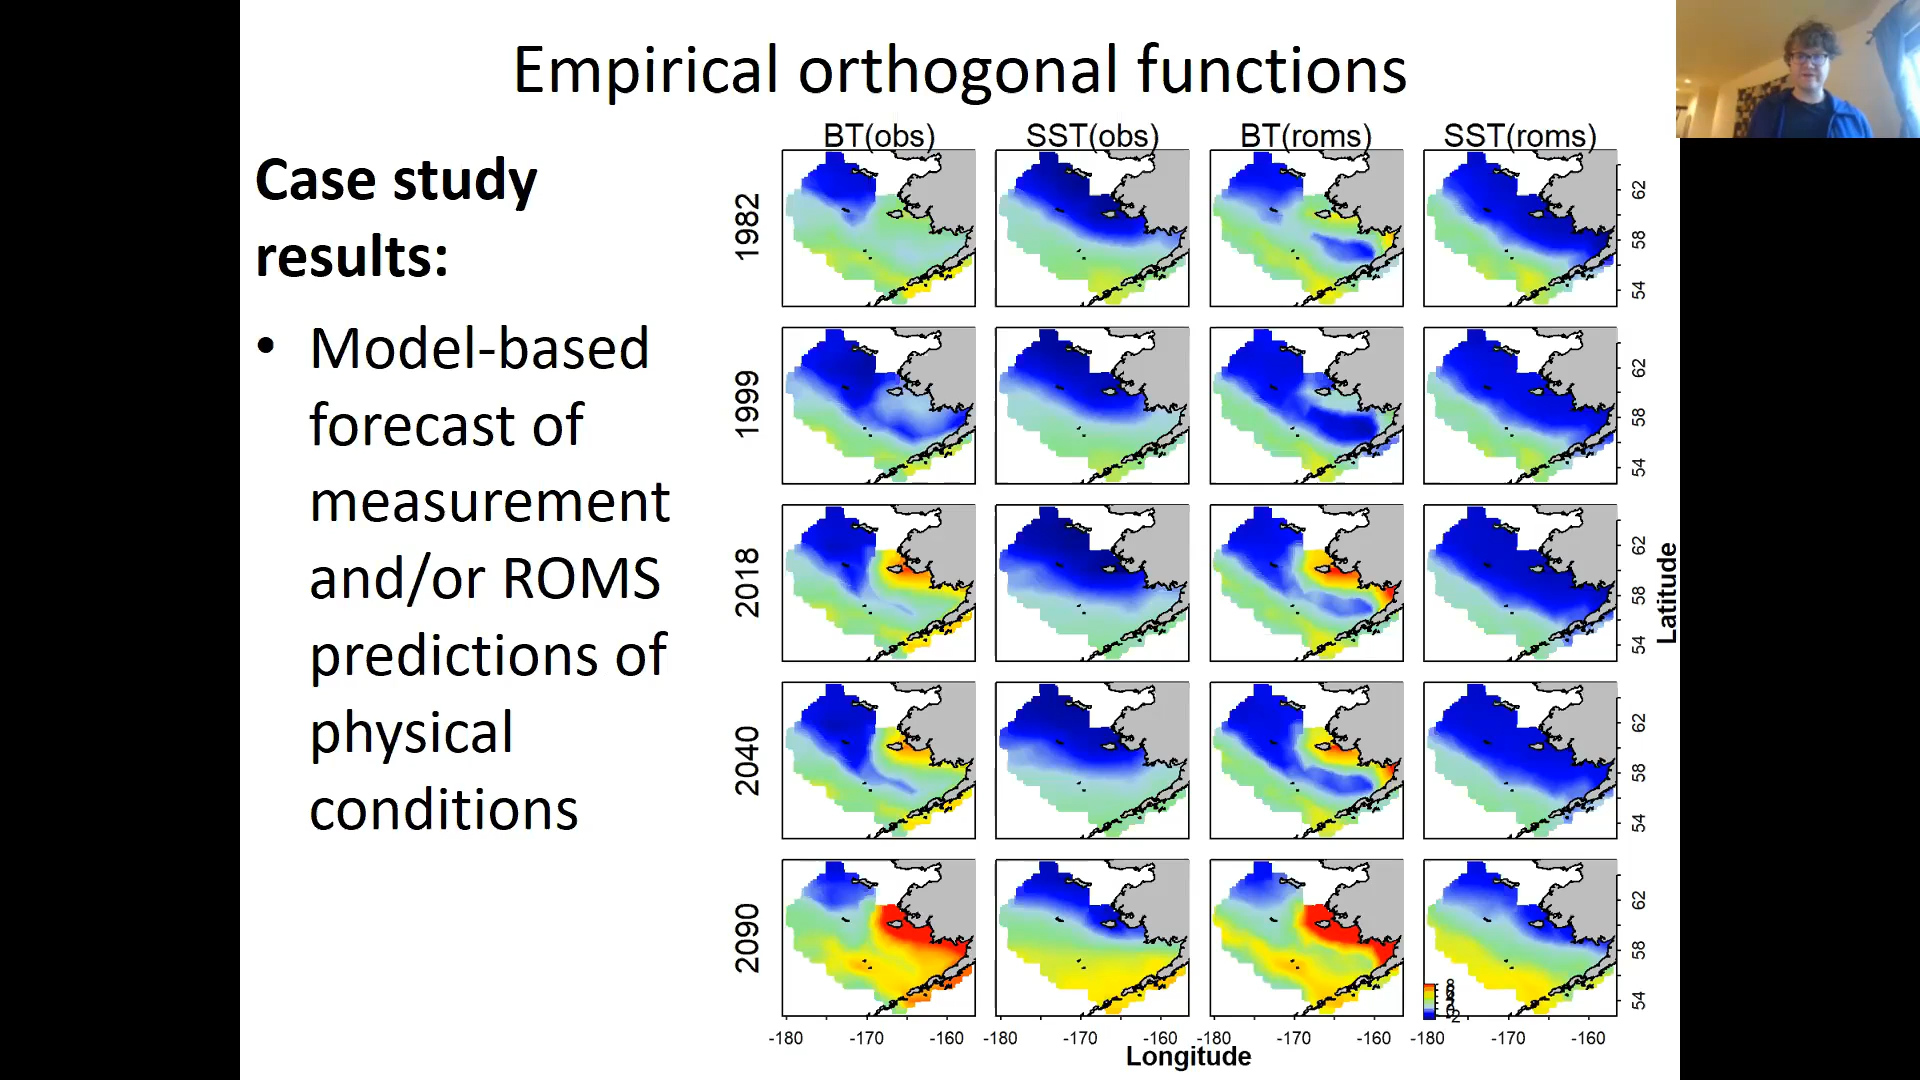 Empirical orthogonal functions
Case study
results:
• Model-based
forecast of
measurement
and/or ROMS
predictions of
physical
conditions
BT(obs) SST(obs) BT(roms) SST(roms)
1982
1999
2018
2040
2090
62
58
54
62
58
54
62
58
54
62
58
54
62
58
54
Latitude
-180 -170 -160 -180 -170 -160 -180 -170 -160 -180 -170 -160
Longitude